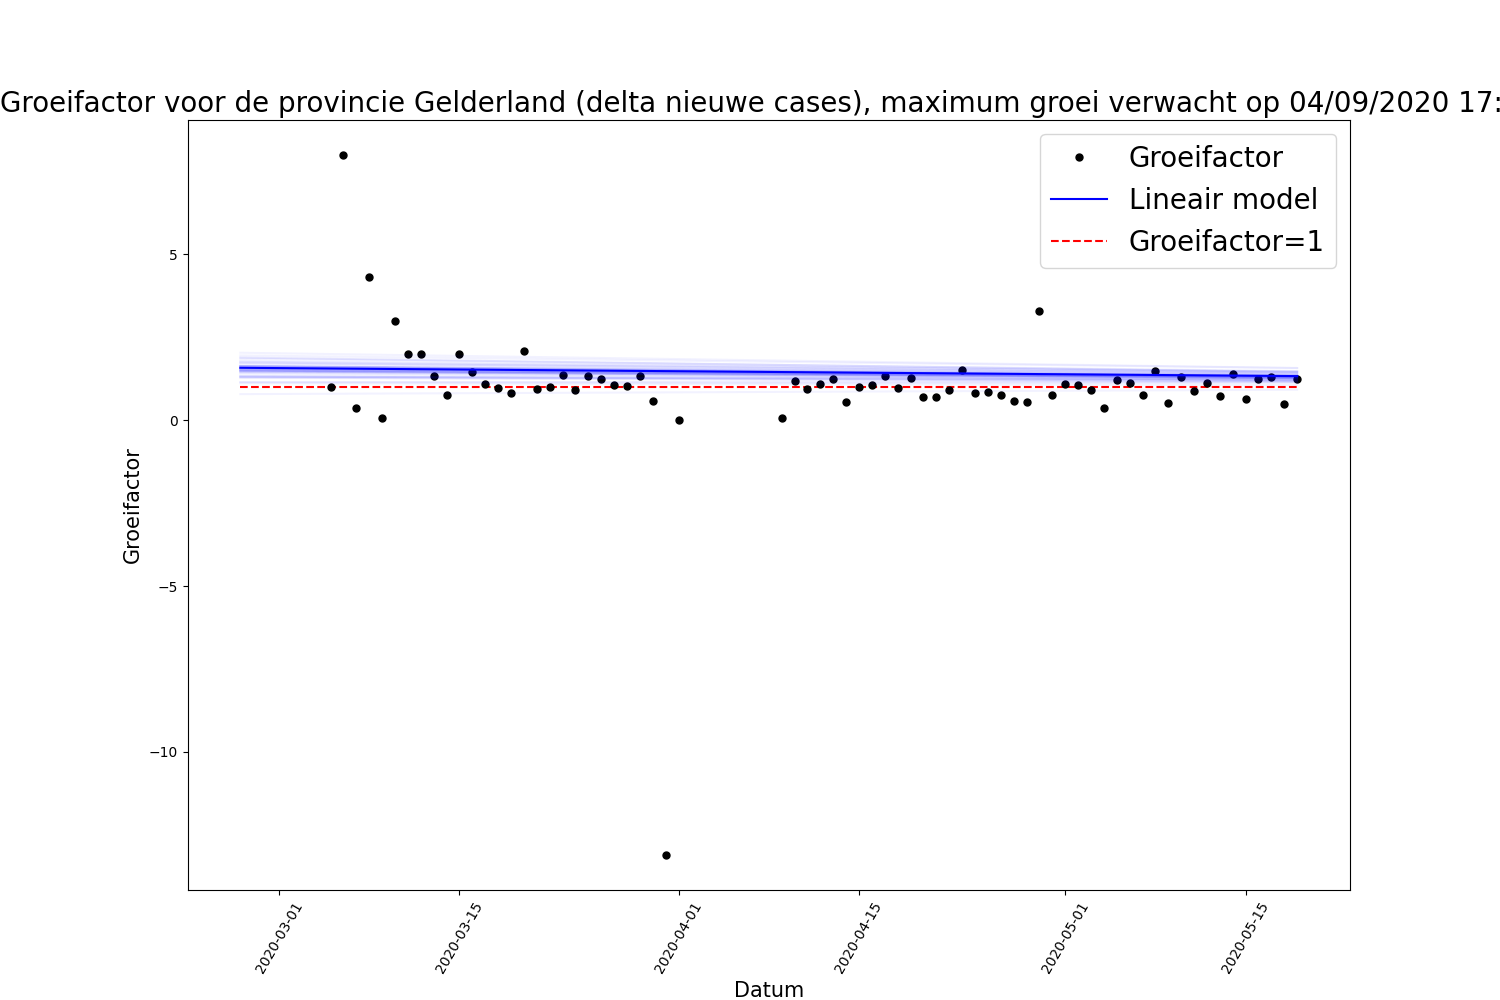 Groeifactor voor de provincie Gelderland (delta nieuwe cases), maximum groei verwacht op 04/09/2020 17:
Groeifactor
Lineair model
Groeifactor=1
5
0
−5
−10
Groeifactor
2020-03-01
2020-03-15
2020-04-01
2020-04-15
2020-05-01
2020-05-15
Datum